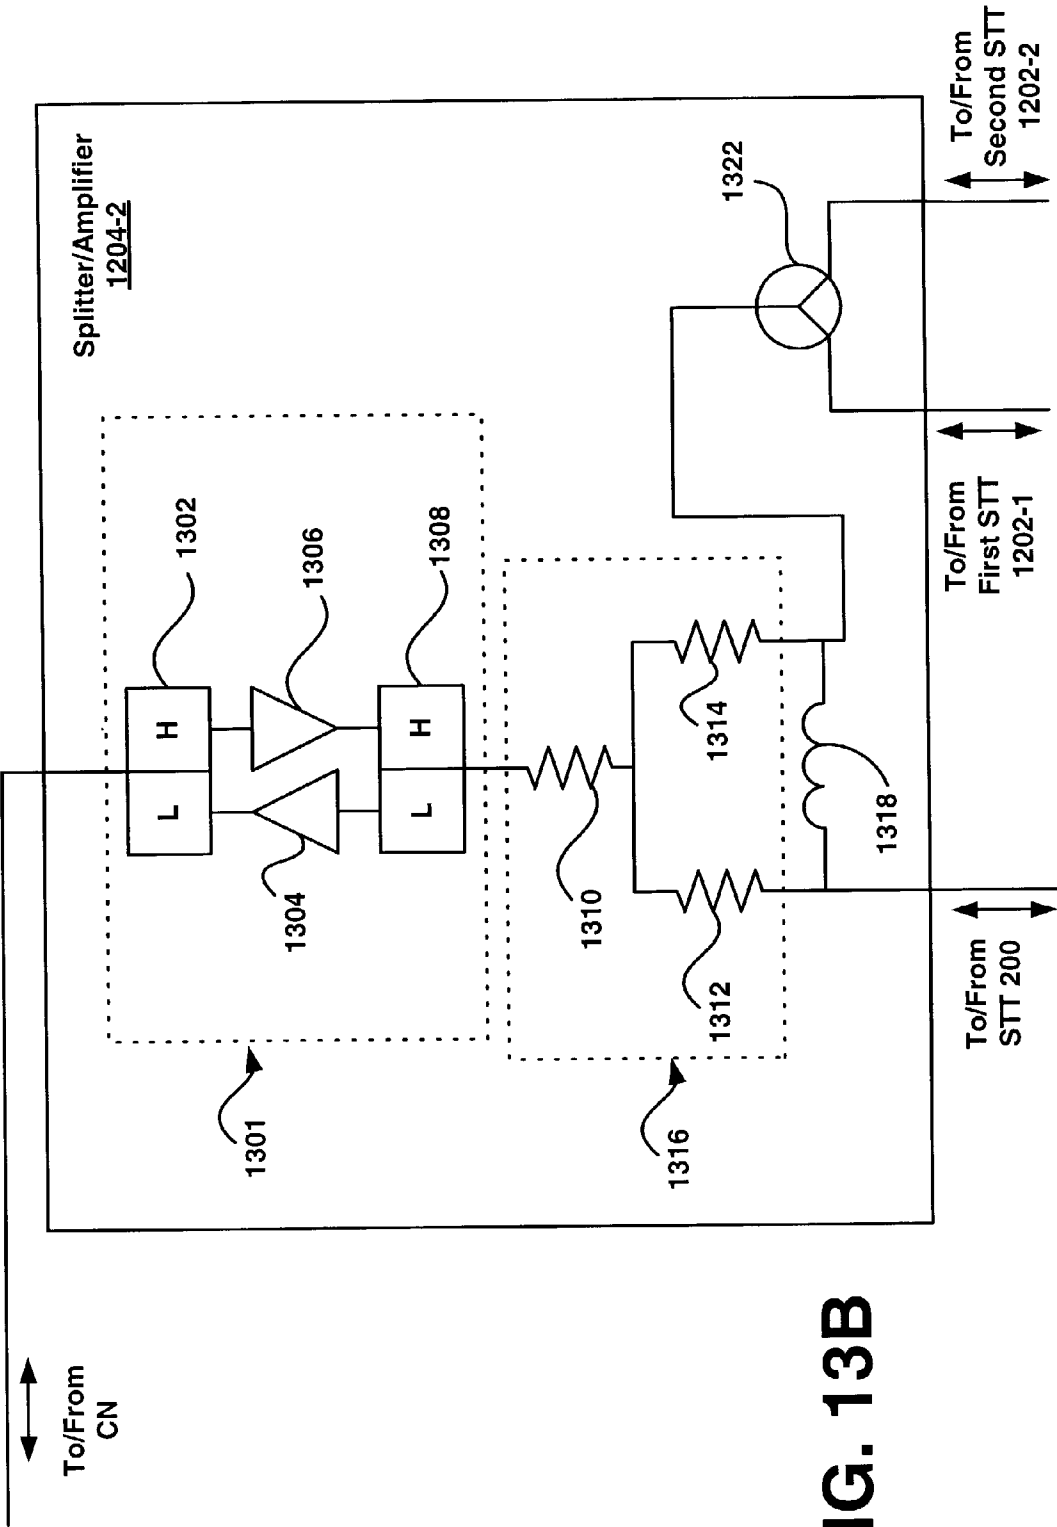 To/From
CN
Splitter/Amplifier
1204-2
1302
1306
1308
1304
1301
H
L
H
L
1310
1312
1314
1316
1318
1322
To/From
STT 200
To/From
First STT
1202-1
To/From
Second STT
1202-2
IG. 13B